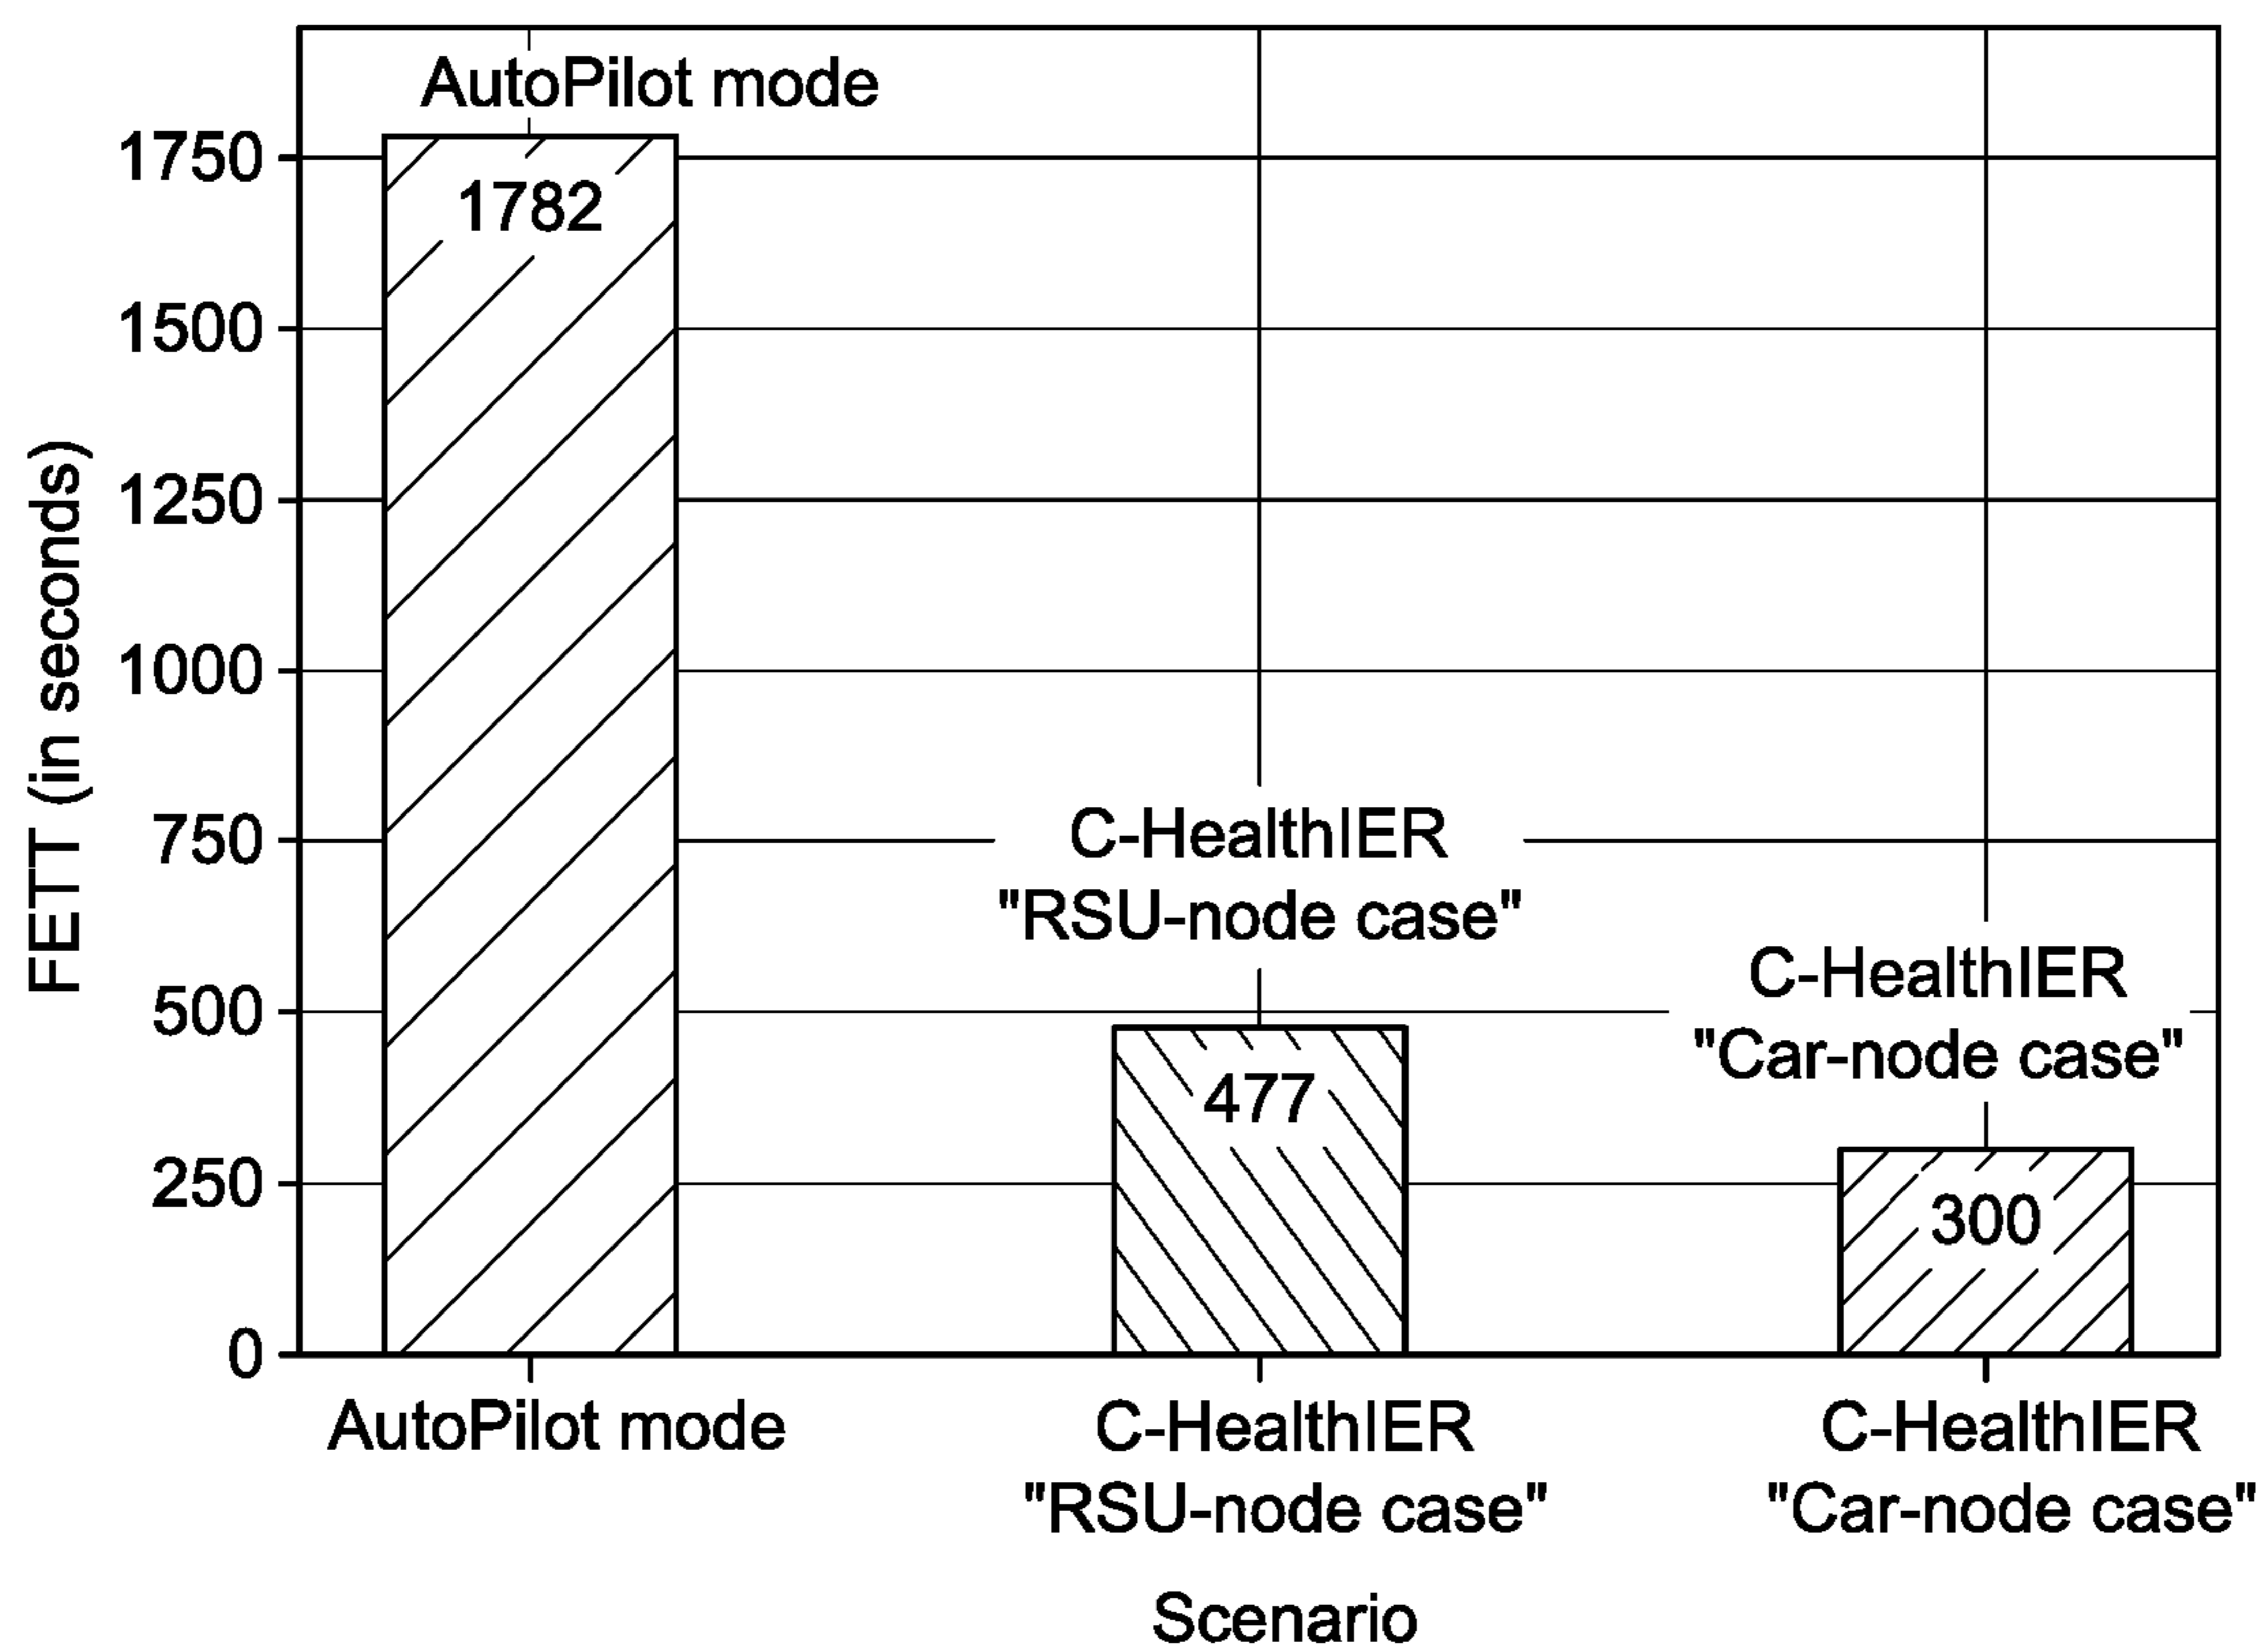 FETT (in seconds)
1750
1500
1250
1000
750
500
250
0
AutoPilot mode
1782
C-HealthIER
"RSU-node case"
477
C-HealthIER
"Car-node case"
300
AutoPilot mode
C-HealthIER
"RSU-node case"
C-HealthIER
"Car-node case"
Scenario